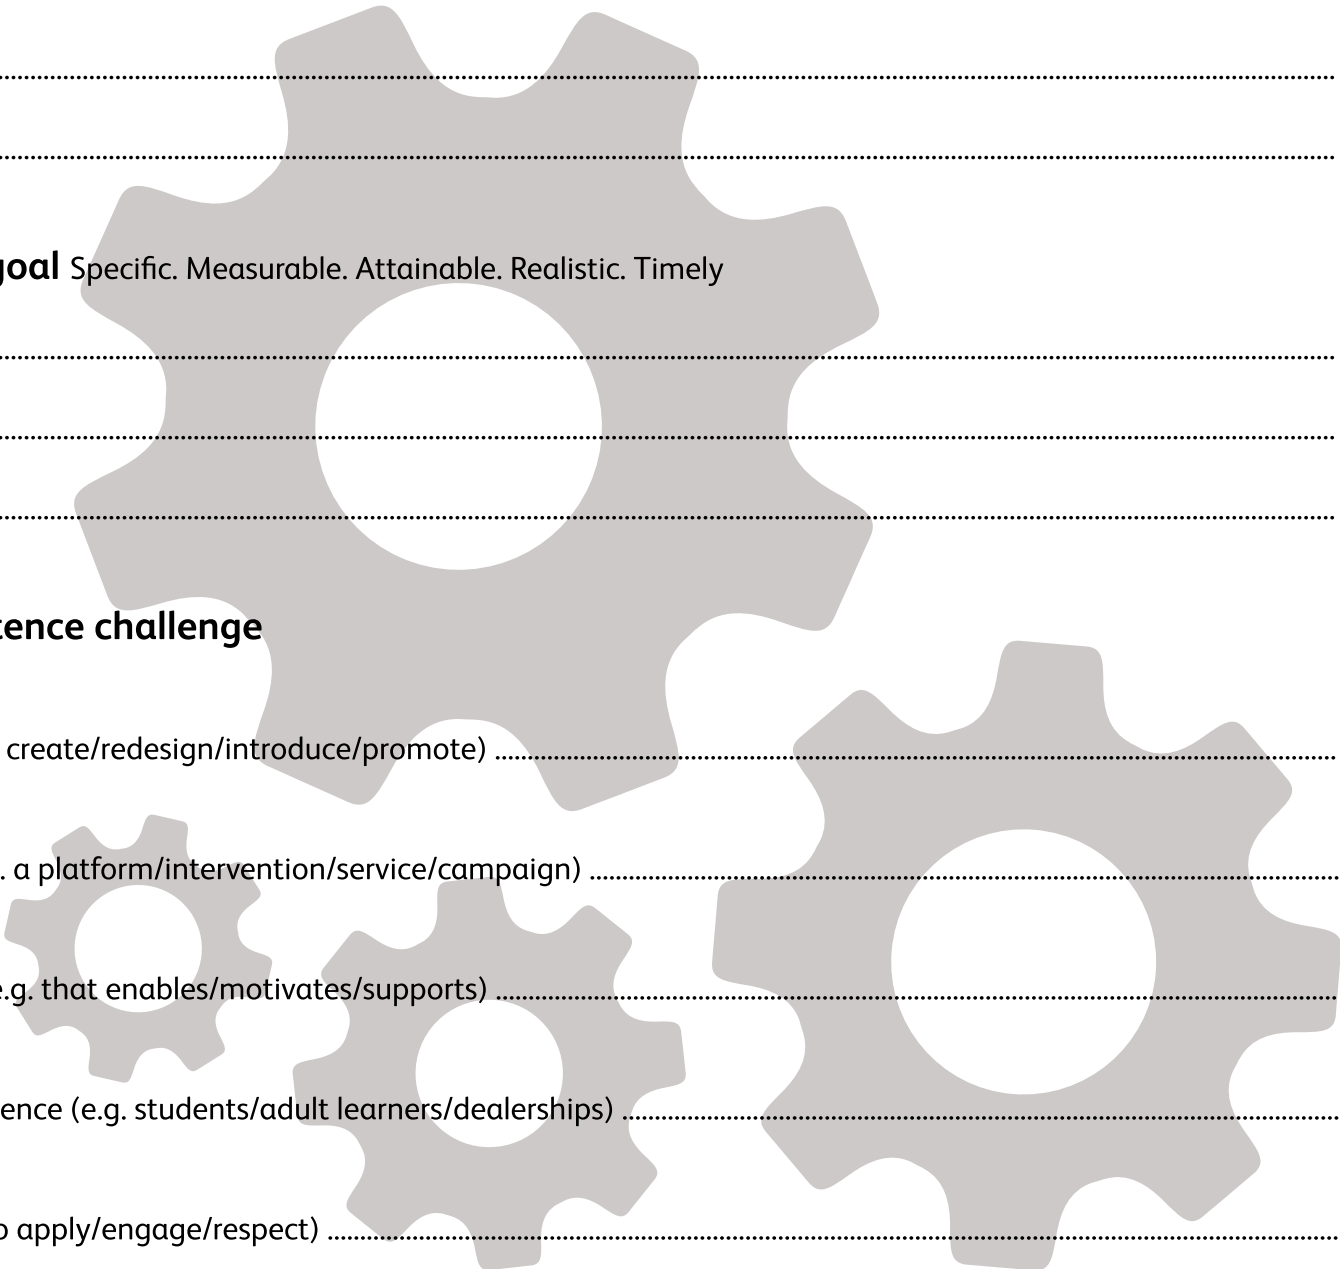 goal Specific. Measurable. Attainable. Realistic. Timely
tence challenge
create/redesign/introduce/promote)
. a platform/intervention/service/campaign)
e.g. that enables/motivates/supports)
ence (e.g. students/adult learners/dealerships)
o apply/engage/respect)